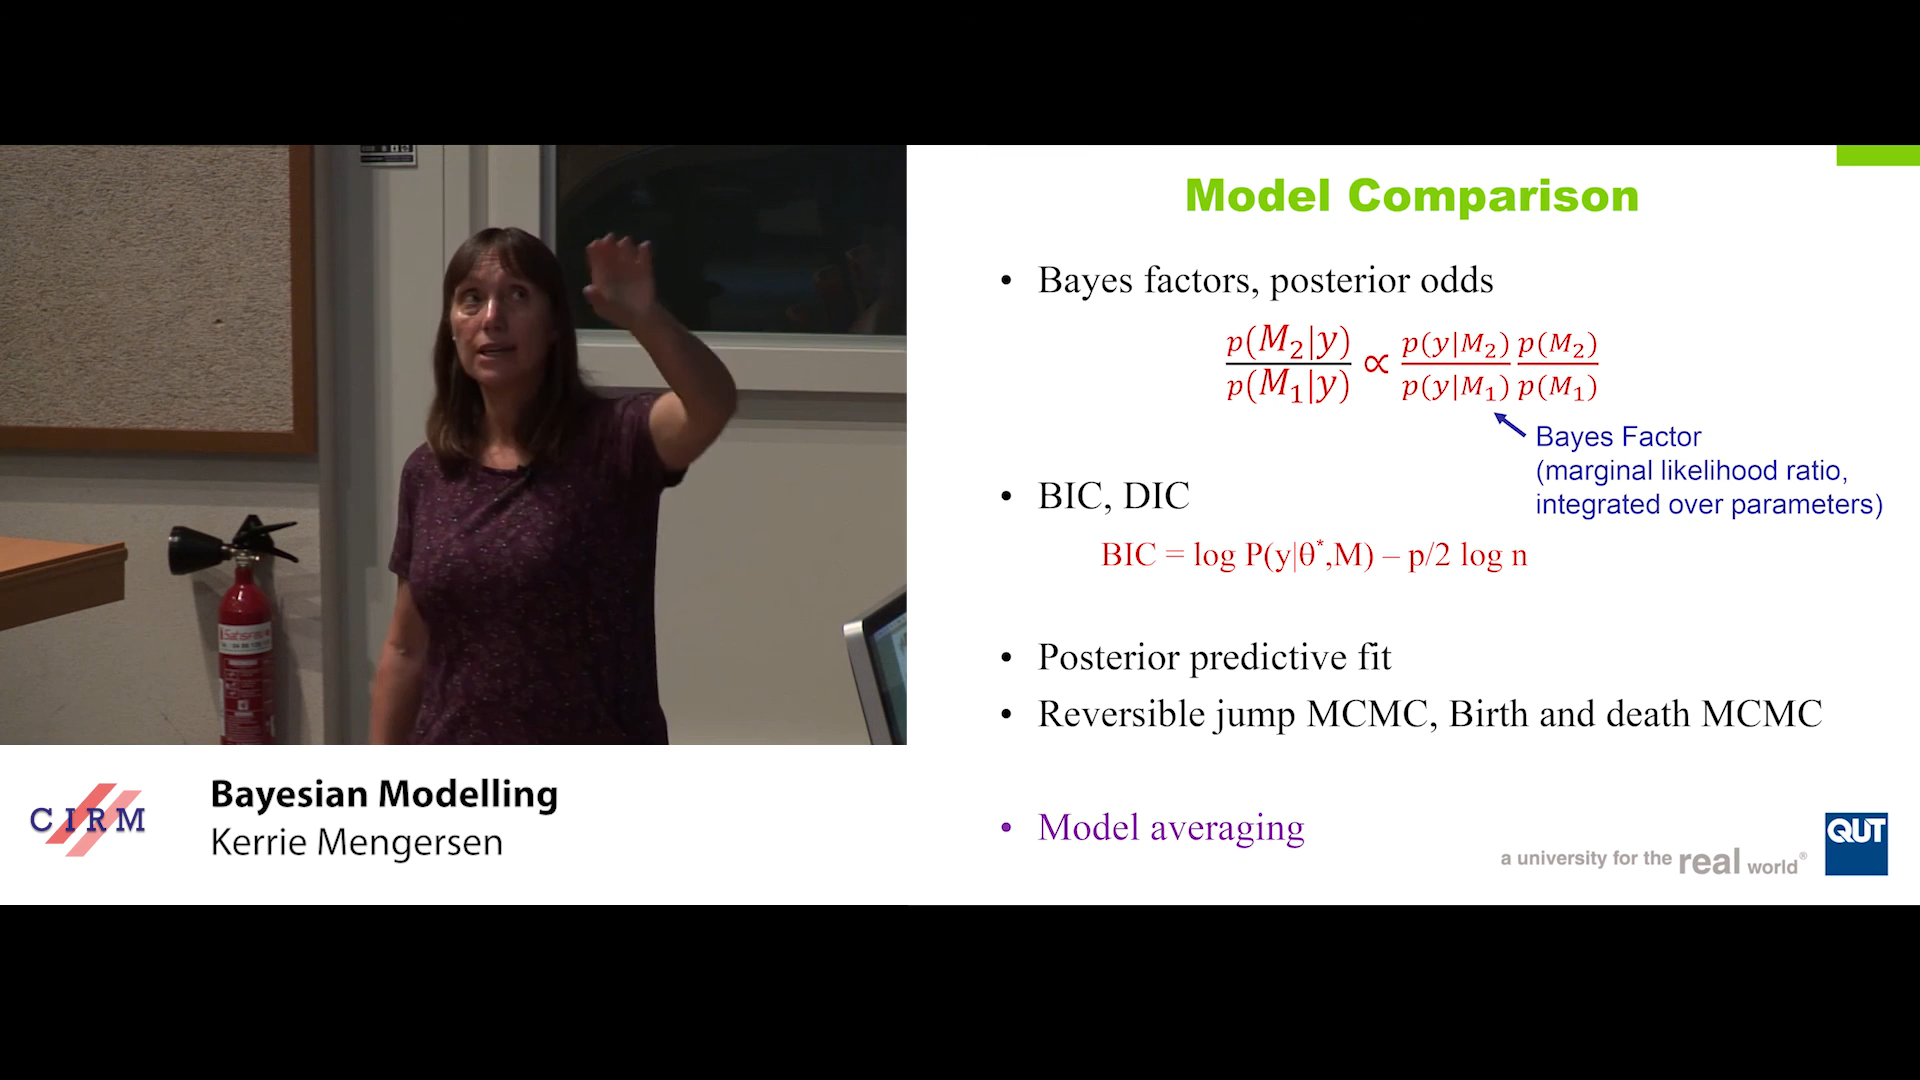 Model Comparison
• Bayes factors, posterior odds
p(M₂|y) / p(M₁|y) ∝ p(y|M₂) / p(y|M₁) p(M₂) / p(M₁)
Bayes Factor
(marginal likelihood ratio,
integrated over parameters)
• BIC, DIC
BIC = log P(y|θ*,M) – p/2 log n
• Posterior predictive fit
• Reversible jump MCMC, Birth and death MCMC
• Model averaging
a university for the real world®
QUT
CIRM
Bayesian Modelling
Kerrie Mengersen